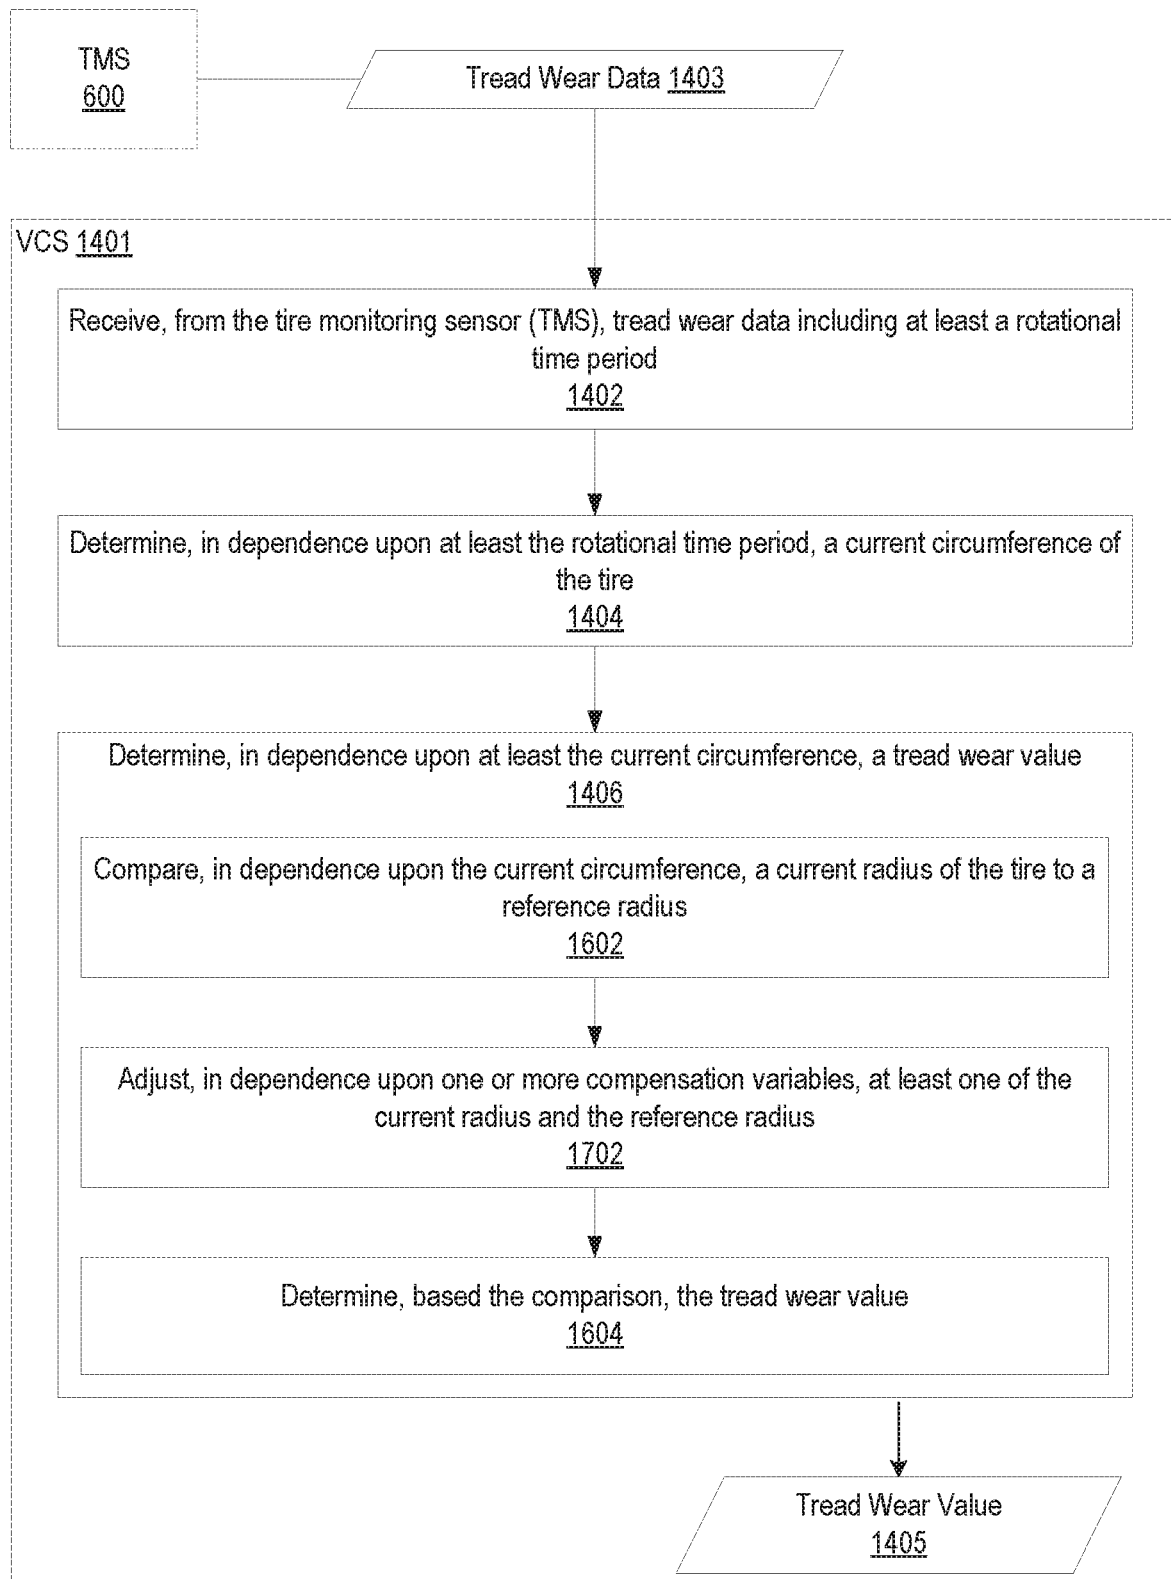 TMS
600
Tread Wear Data 1403
VCS 1401
Receive, from the tire monitoring sensor (TMS), tread wear data including at least a rotational
time period
1402
Determine, in dependence upon at least the rotational time period, a current circumference of
the tire
1404
Determine, in dependence upon at least the current circumference, a tread wear value
1406
Compare, in dependence upon the current circumference, a current radius of the tire to a
reference radius
1602
Adjust, in dependence upon one or more compensation variables, at least one of the
current radius and the reference radius
1702
Determine, based the comparison, the tread wear value
1604
Tread Wear Value
1405